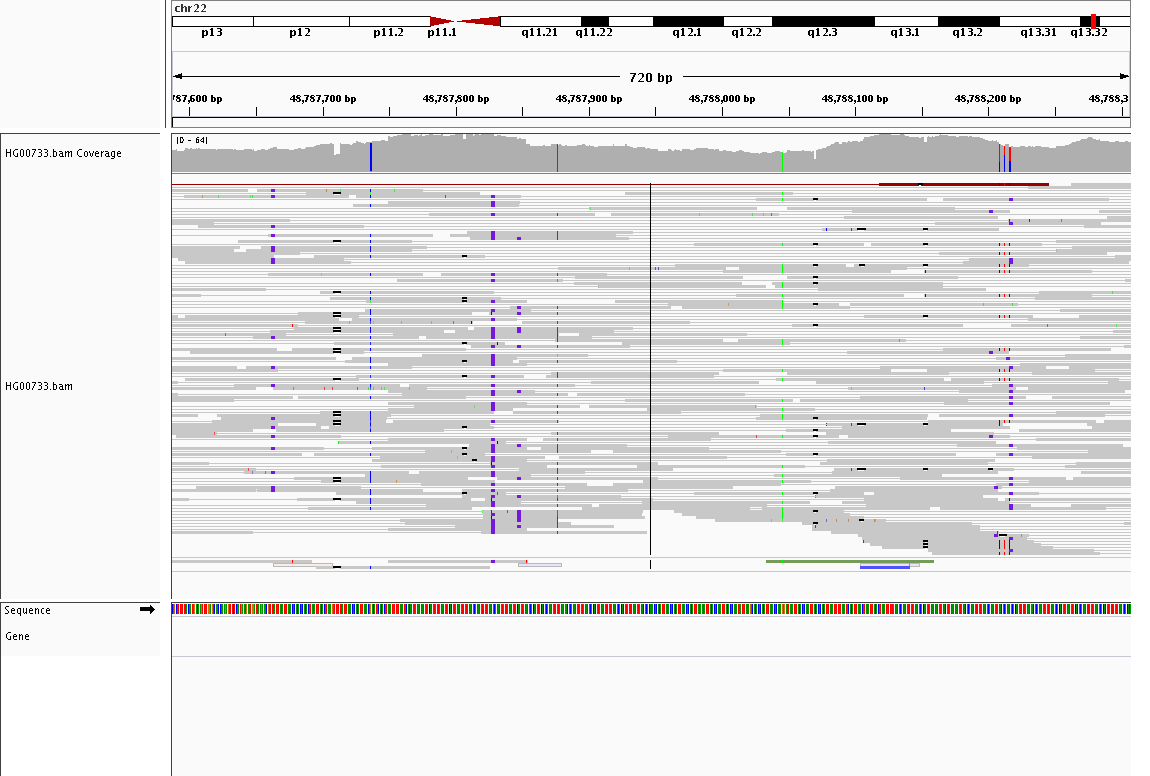 chr22
p13 p12 p11.2 p11.1 q11.21 q11.22 q12.1 q12.2 q12.3 q13.1 q13.2 q13.31 q13.32
720 bp
'87,600 bp 48,787,700 bp 48,787,800 bp 48,787,900 bp 48,788,000 bp 48,788,100 bp 48,788,200 bp 48,788,3
[0 - 64]
HG00733.bam Coverage
HG00733.bam
Sequence
Gene